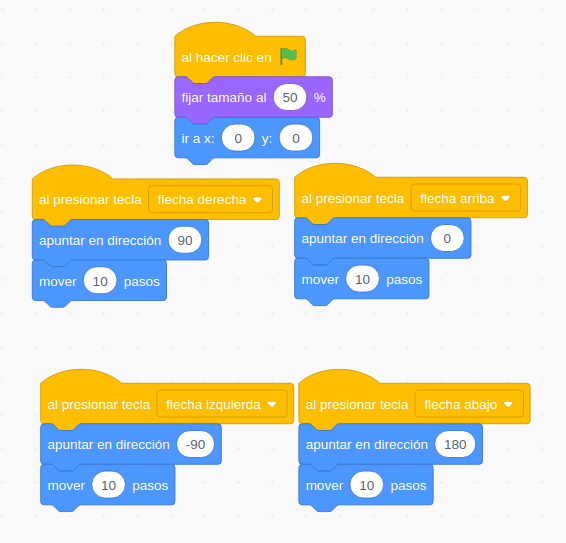 al hacer clic en
fijar tamaño al 50 %
ir a x: 0 y: 0
al presionar tecla flecha derecha
apuntar en dirección 90
mover 10 pasos
al presionar tecla flecha arriba
apuntar en dirección 0
mover 10 pasos
al presionar tecla flecha izquierda
apuntar en dirección -90
mover 10 pasos
al presionar tecla flecha abajo
apuntar en dirección 180
mover 10 pasos